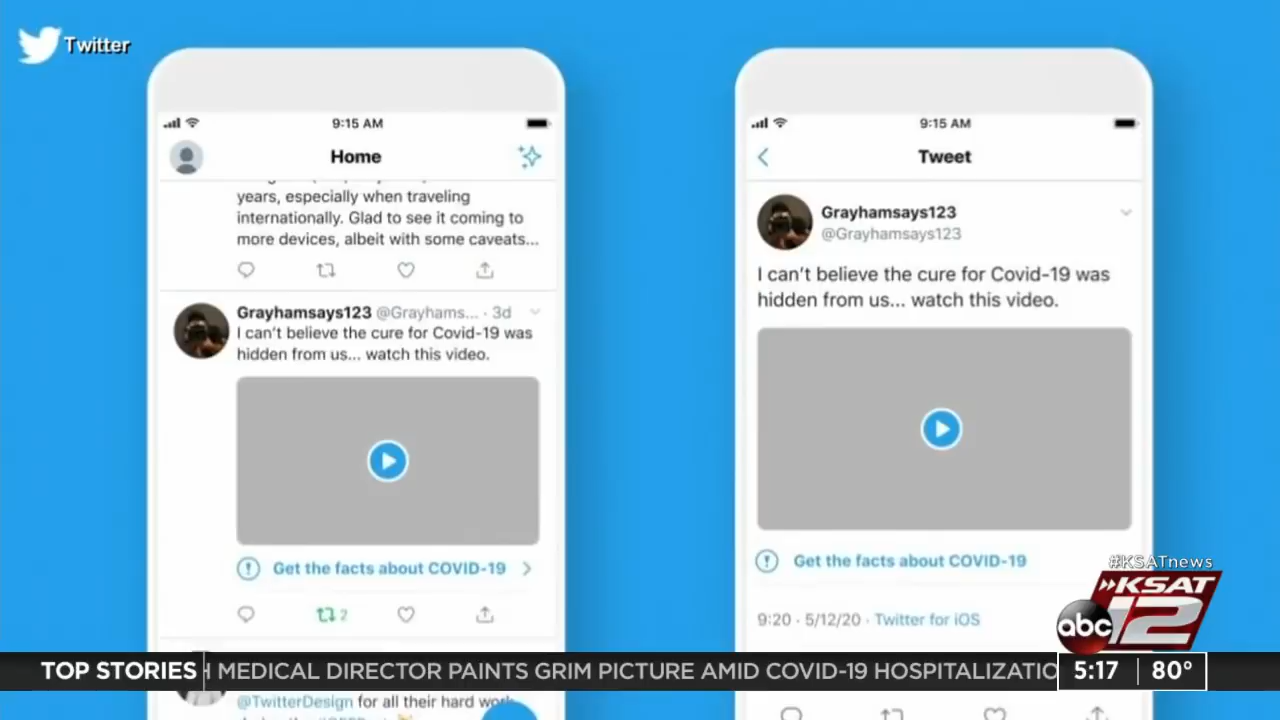 Twitter
9:15 AM
Home
years, especially when traveling
internationally. Glad to see it coming to
more devices, albeit with some caveats...
Grayhamsays123 @Grayhams... · 3d
I can't believe the cure for Covid-19 was
hidden from us... watch this video.
Get the facts about COVID-19
2
@TwitterDesign for all their hard work
9:15 AM
Tweet
Grayhamsays123
@Grayhamsays123
I can't believe the cure for Covid-19 was
hidden from us... watch this video.
Get the facts about COVID-19
9:20 · 5/12/20 · Twitter for iOS
#KSATnews
KSAT
abc 12
TOP STORIES
MEDICAL DIRECTOR PAINTS GRIM PICTURE AMID COVID-19 HOSPITALIZATIO
5:17 80°